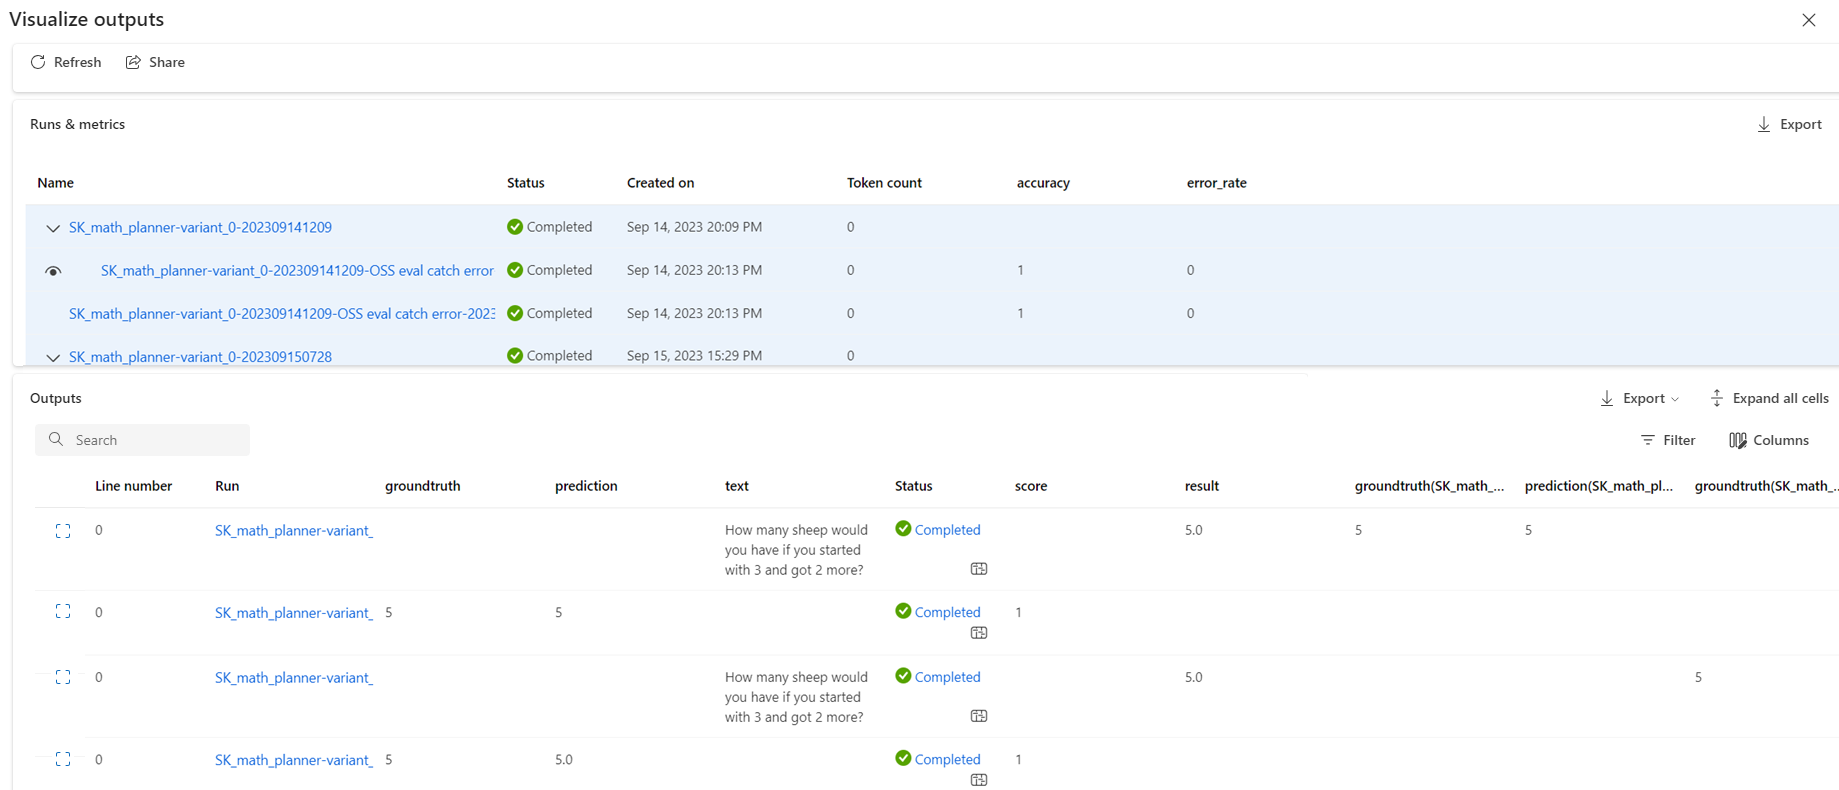 Visualize outputs
Refresh Share
Runs & metrics Export
Name Status Created on Token count accuracy error_rate
SK_math_planner-variant_0-202309141209 Completed Sep 14, 2023 20:09 PM 0
SK_math_planner-variant_0-202309141209-OSS eval catch error Completed Sep 14, 2023 20:13 PM 0 1 0
SK_math_planner-variant_0-202309141209-OSS eval catch error-2023 Completed Sep 14, 2023 20:13 PM 0 1 0
SK_math_planner-variant_0-202309150728 Completed Sep 15, 2023 15:29 PM 0
Outputs Export Expand all cells
Search Filter Columns
Line number Run groundtruth prediction text Status score result groundtruth(SK_math_... prediction(SK_math_pl... groundtruth(SK_math_...
0 SK_math_planner-variant_ How many sheep would Completed 5.0 5 5
you have if you started
with 3 and got 2 more?
0 SK_math_planner-variant_ 5 5 Completed 1
0 SK_math_planner-variant_ How many sheep would Completed 5.0 5
you have if you started
with 3 and got 2 more?
0 SK_math_planner-variant_ 5 5.0 Completed 1